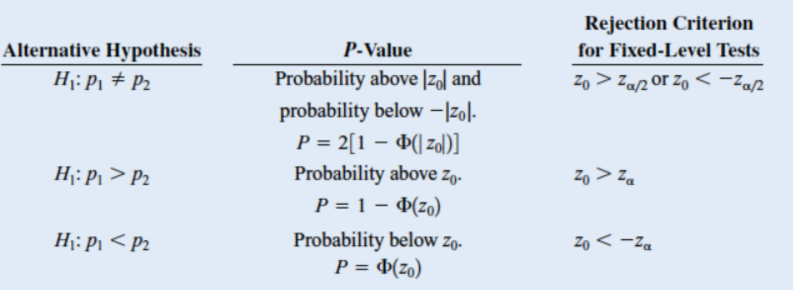 Rejection Criterion
Alternative Hypothesis P-Value for Fixed-Level Tests
H₁: p₁ ≠ p₂ Probability above |z₀| and z₀ > z_α/2 or z₀ < −z_α/2
probability below −|z₀|.
P = 2[1 − Φ(|z₀|)]
H₁: p₁ > p₂ Probability above z₀. z₀ > z_α
P = 1 − Φ(z₀)
H₁: p₁ < p₂ Probability below z₀. z₀ < −z_α
P = Φ(z₀)